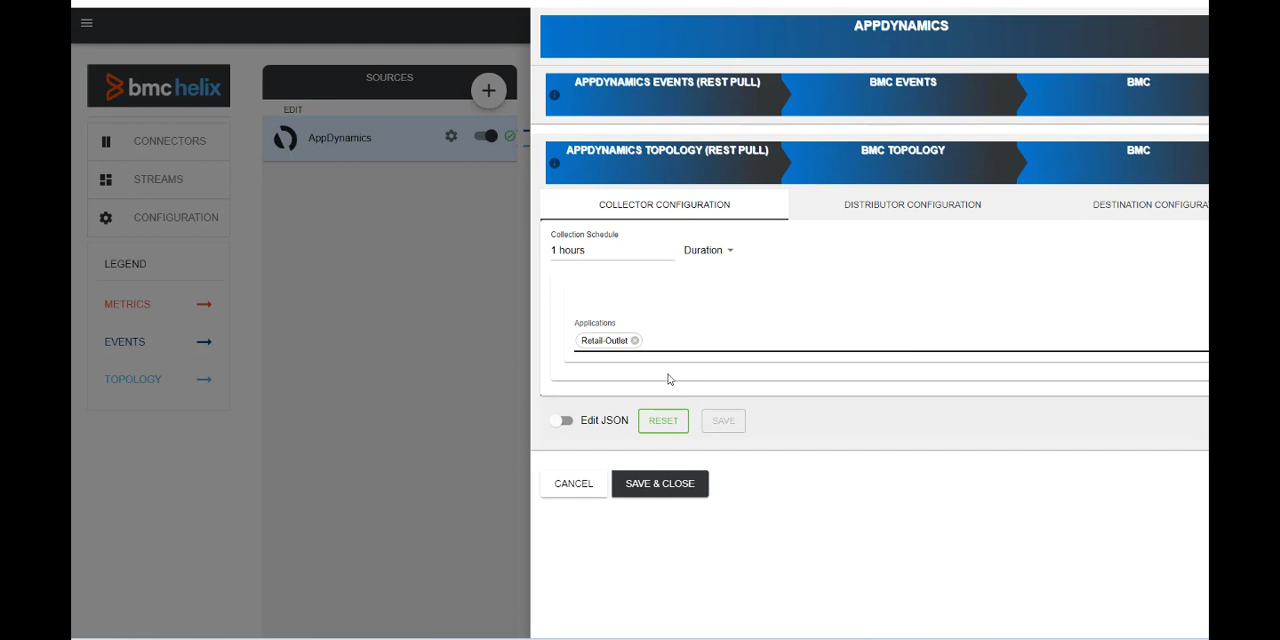 APPDYNAMICS
bmc helix
SOURCES
+
APPDYNAMICS EVENTS (REST PULL)
BMC EVENTS
BMC
EDIT
CONNECTORS
AppDynamics
APPDYNAMICS TOPOLOGY (REST PULL)
BMC TOPOLOGY
BMC
STREAMS
COLLECTOR CONFIGURATION
DISTRIBUTOR CONFIGURATION
DESTINATION CONFIGURA
CONFIGURATION
Collection Schedule
1 hours
Duration
LEGEND
METRICS
EVENTS
TOPOLOGY
Applications
Retail-Outlet
Edit JSON
RESET
SAVE
CANCEL
SAVE & CLOSE